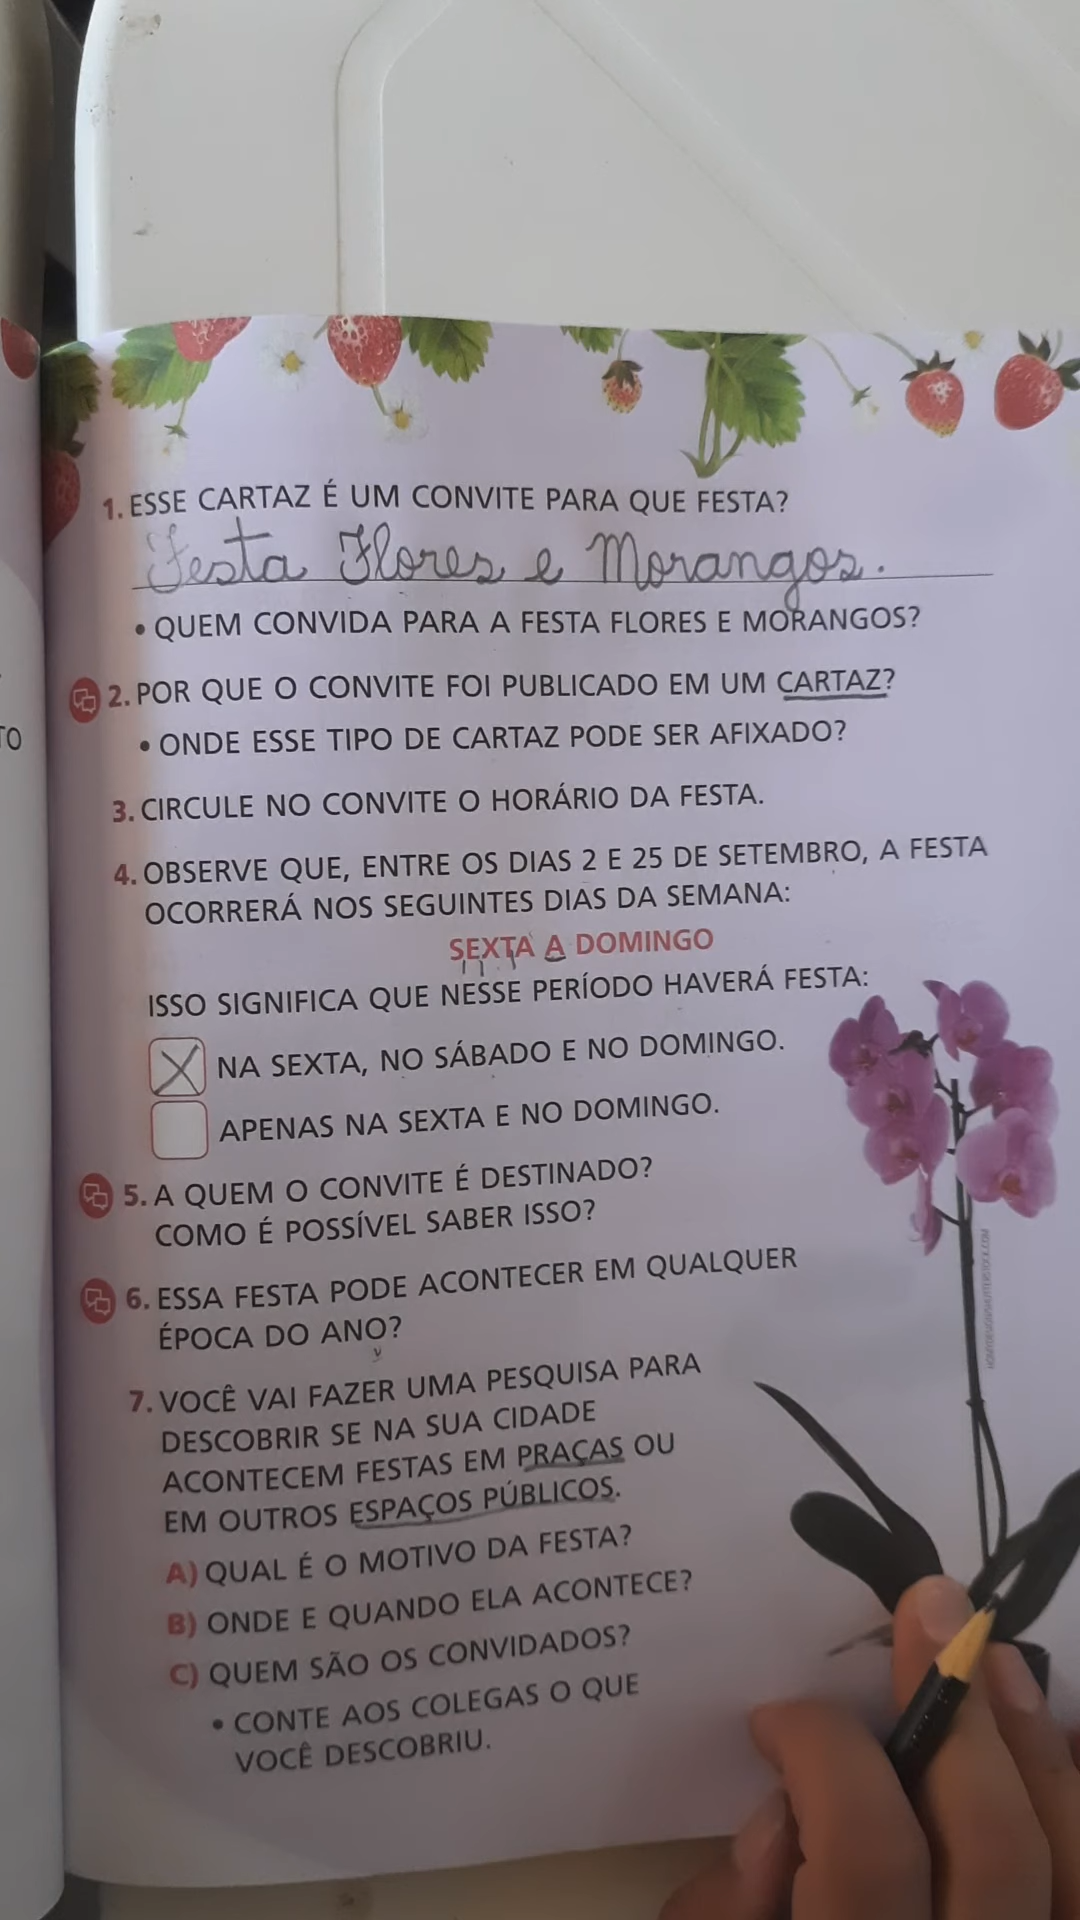 1. ESSE CARTAZ É UM CONVITE PARA QUE FESTA?
Festa Flores e Morangos.
• QUEM CONVIDA PARA A FESTA FLORES E MORANGOS?
2. POR QUE O CONVITE FOI PUBLICADO EM UM CARTAZ?
TO
• ONDE ESSE TIPO DE CARTAZ PODE SER AFIXADO?
3. CIRCULE NO CONVITE O HORÁRIO DA FESTA.
4. OBSERVE QUE, ENTRE OS DIAS 2 E 25 DE SETEMBRO, A FESTA
OCORRERÁ NOS SEGUINTES DIAS DA SEMANA:
SEXTA A DOMINGO
ISSO SIGNIFICA QUE NESSE PERÍODO HAVERÁ FESTA:
X NA SEXTA, NO SÁBADO E NO DOMINGO.
APENAS NA SEXTA E NO DOMINGO.
5. A QUEM O CONVITE É DESTINADO?
COMO É POSSÍVEL SABER ISSO?
6. ESSA FESTA PODE ACONTECER EM QUALQUER
ÉPOCA DO ANO?
7. VOCÊ VAI FAZER UMA PESQUISA PARA
DESCOBRIR SE NA SUA CIDADE
ACONTECEM FESTAS EM PRAÇAS OU
EM OUTROS ESPAÇOS PÚBLICOS.
A) QUAL É O MOTIVO DA FESTA?
B) ONDE E QUANDO ELA ACONTECE?
C) QUEM SÃO OS CONVIDADOS?
• CONTE AOS COLEGAS O QUE
VOCÊ DESCOBRIU.